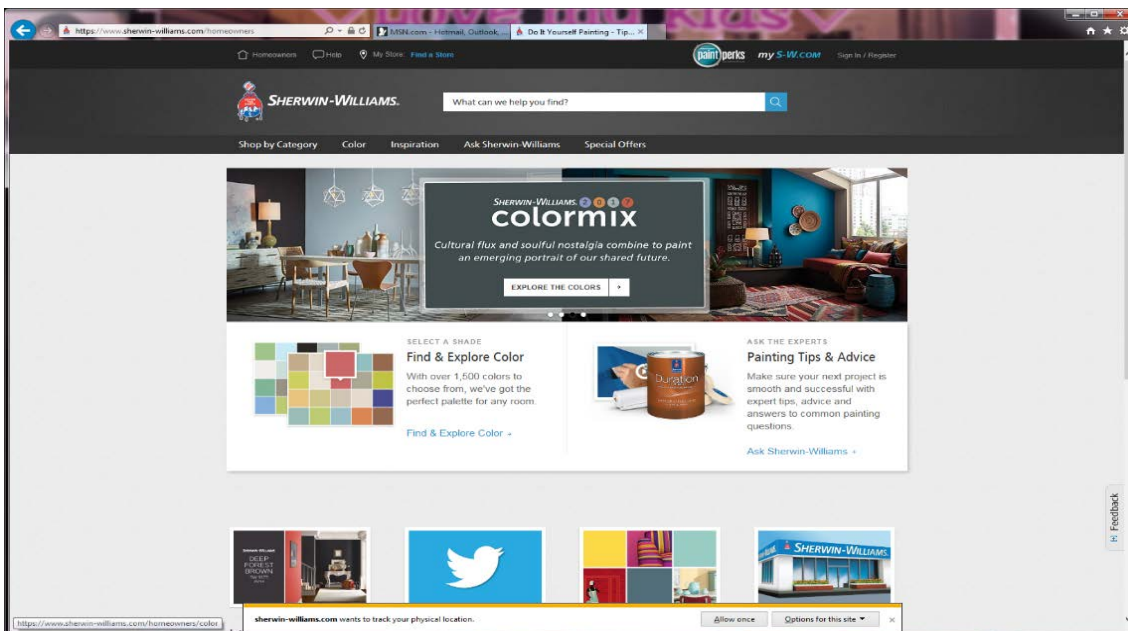 https://www.sherwin-williams.com/homeowners
MSN.com - Hotmail, Outlook, ...
Do It Yourself Painting - Tip...
Homeowners
Help
My Store: Find a Store
paint perks
my S-W.COM
Sign In / Register
SHERWIN-WILLIAMS.
What can we help you find?
Shop by Category
Color
Inspiration
Ask Sherwin-Williams
Special Offers
SHERWIN-WILLIAMS. 2017
colormix
Cultural flux and soulful nostalgia combine to paint
an emerging portrait of our shared future.
EXPLORE THE COLORS
SELECT A SHADE
Find & Explore Color
With over 1,500 colors to
choose from, we've got the
perfect palette for any room.
Find & Explore Color
Duration
ASK THE EXPERTS
Painting Tips & Advice
Make sure your next project is
smooth and successful with
expert tips, advice and
answers to common painting
questions.
Ask Sherwin-Williams
Feedback
DEEP
FOREST
BROWN
SHERWIN-WILLIAMS
https://www.sherwin-williams.com/homeowners/color
sherwin-williams.com wants to track your physical location.
Allow once
Options for this site